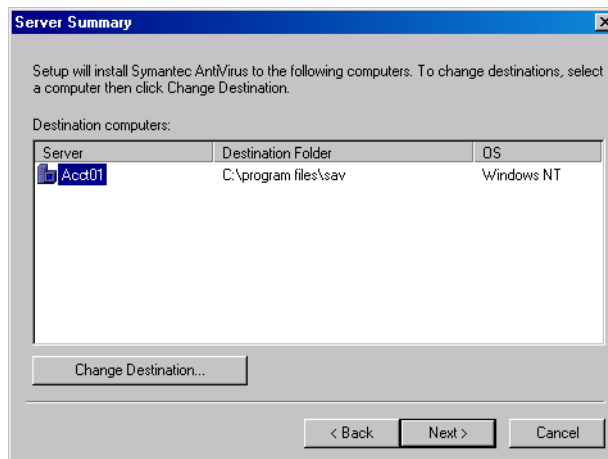 Server Summary
Setup will install Symantec AntiVirus to the following computers. To change destinations, select
a computer then click Change Destination.
Destination computers:
Server Destination Folder OS
Acct01 C:\program files\sav Windows NT
Change Destination...
< Back Next > Cancel